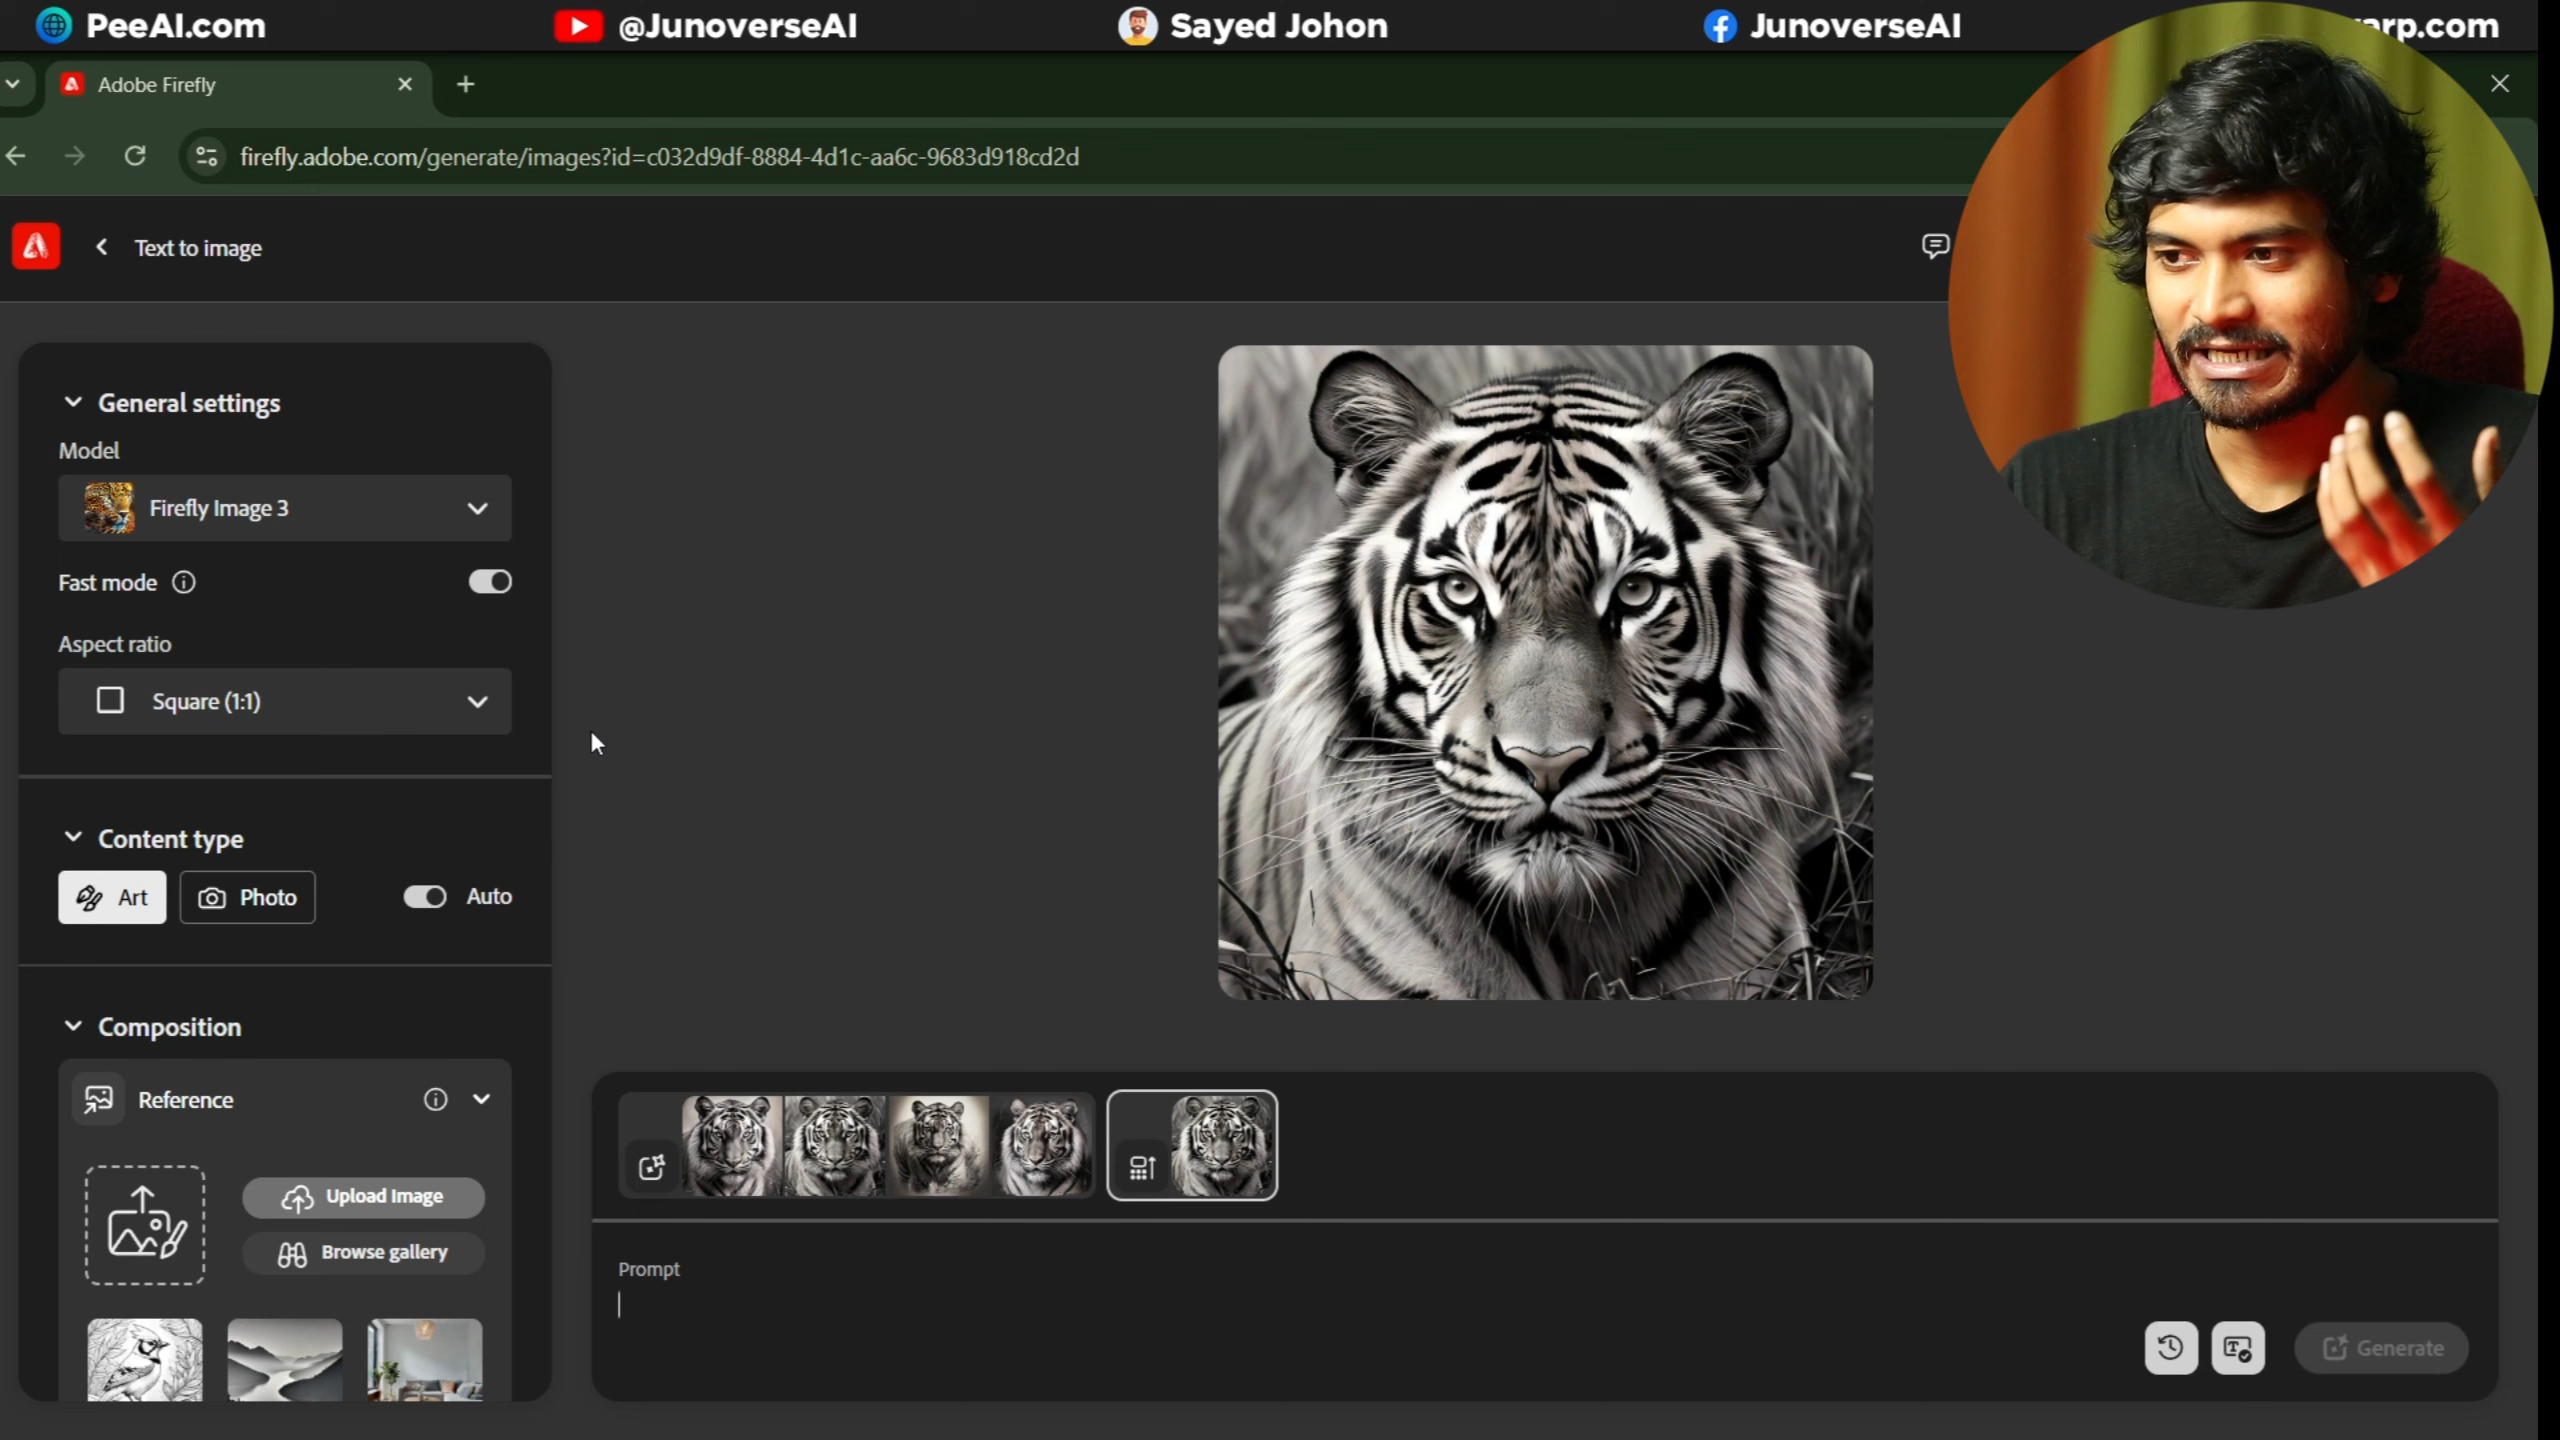 PeeAI.com
@JunoverseAI
Sayed Johon
JunoverseAI
arp.com
Adobe Firefly
firefly.adobe.com/generate/images?id=c032d9df-8884-4d1c-aa6c-9683d918cd2d
Text to image
General settings
Model
Firefly Image 3
Fast mode
Aspect ratio
Square (1:1)
Content type
Art
Photo
Auto
Composition
Reference
Upload Image
Browse gallery
Prompt
Generate